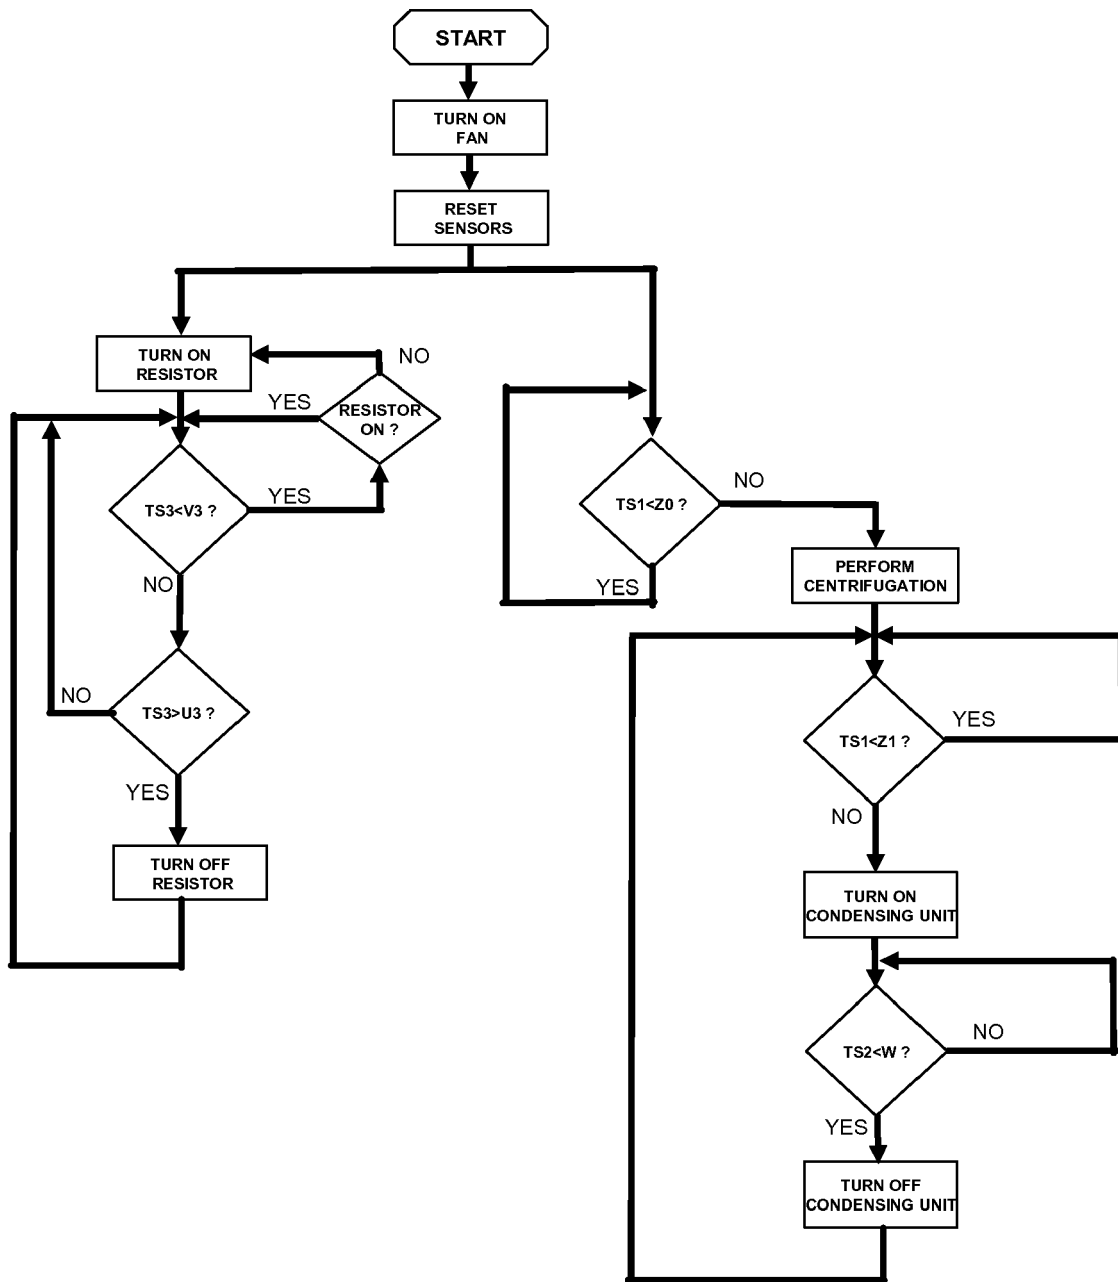 START
TURN ON
FAN
RESET
SENSORS
TURN ON
RESISTOR
NO
YES
RESISTOR
ON ?
TS3<V3 ?
YES
NO
TS3>U3 ?
NO
YES
TURN OFF
RESISTOR
TS1<Z0 ?
NO
YES
PERFORM
CENTRIFUGATION
TS1<Z1 ?
YES
NO
TURN ON
CONDENSING UNIT
TS2<W ?
NO
YES
TURN OFF
CONDENSING UNIT